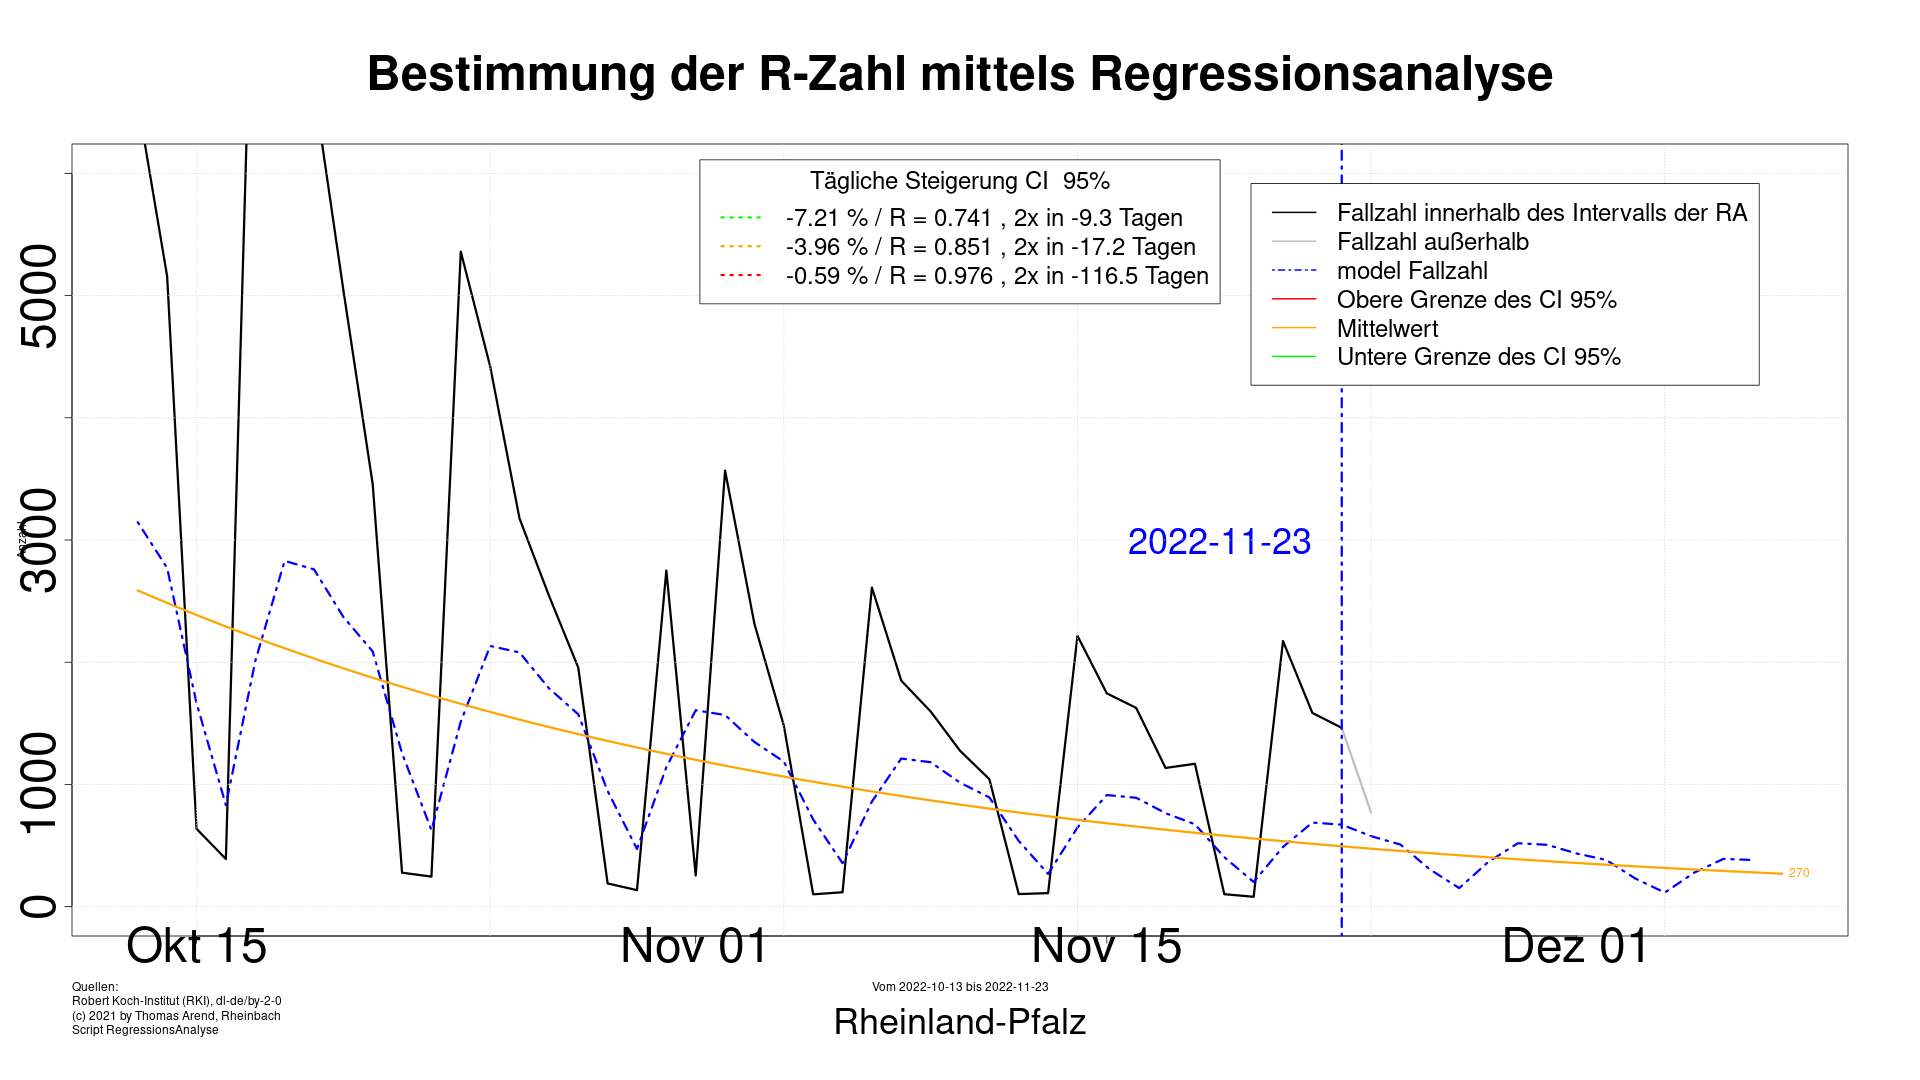 Bestimmung der R-Zahl mittels Regressionsanalyse
Tägliche Steigerung CI  95%
-7.21 % / R = 0.741 , 2x in -9.3 Tagen
-3.96 % / R = 0.851 , 2x in -17.2 Tagen
-0.59 % / R = 0.976 , 2x in -116.5 Tagen
Fallzahl innerhalb des Intervalls der RA
Fallzahl außerhalb
model Fallzahl
Obere Grenze des CI 95%
Mittelwert
Untere Grenze des CI 95%
5000
3000
1000
0
Anzahl
2022-11-23
270
Okt 15
Nov 01
Nov 15
Dez 01
Quellen:
Robert Koch-Institut (RKI), dl-de/by-2-0
(c) 2021 by Thomas Arend, Rheinbach
Script RegressionsAnalyse
Vom 2022-10-13 bis 2022-11-23
Rheinland-Pfalz